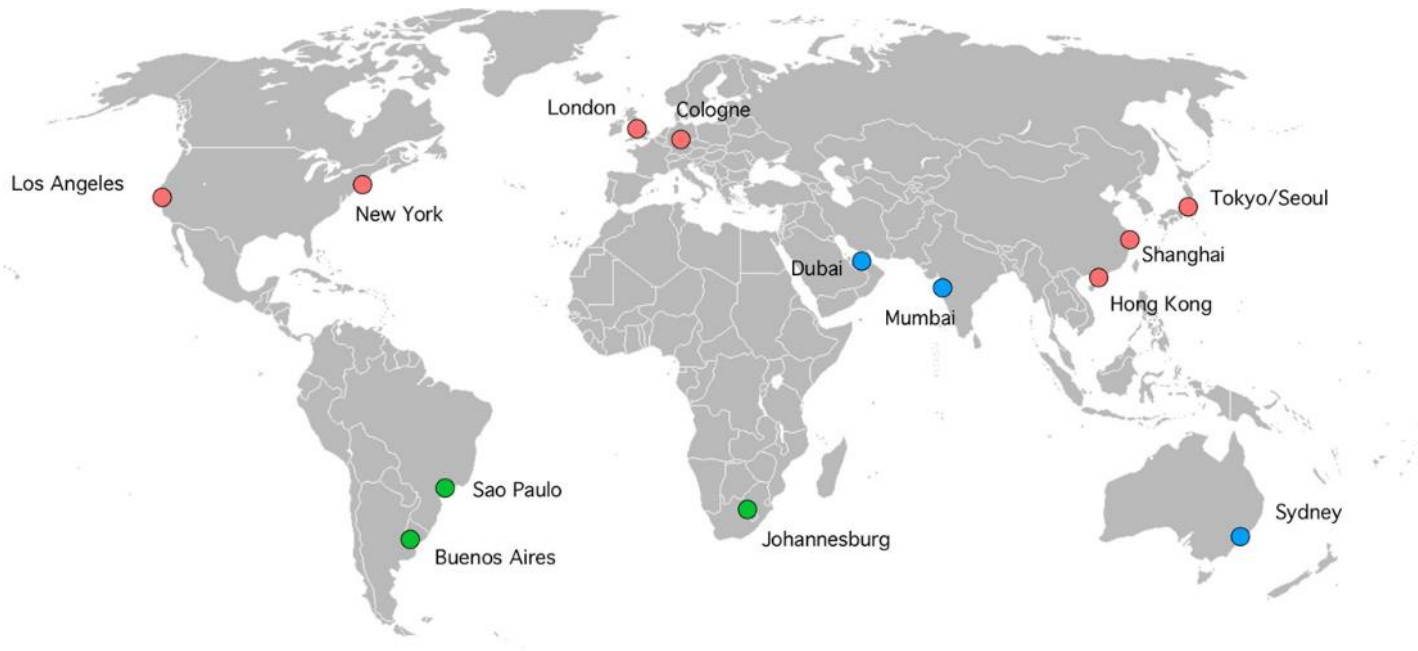 London
Cologne
Los Angeles
New York
Tokyo/Seoul
Shanghai
Dubai
Hong Kong
Mumbai
Sao Paulo
Sydney
Johannesburg
Buenos Aires